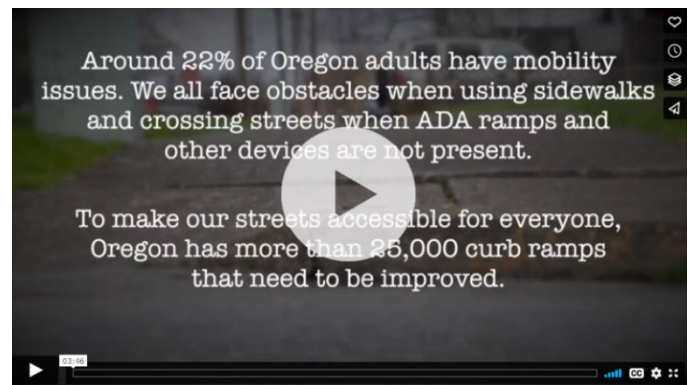 Around 22% of Oregon adults have mobility
issues. We all face obstacles when using sidewalks
and crossing streets when ADA ramps and
other devices are not present.
To make our streets accessible for everyone,
Oregon has more than 25,000 curb ramps
that need to be improved.
03:46
CC